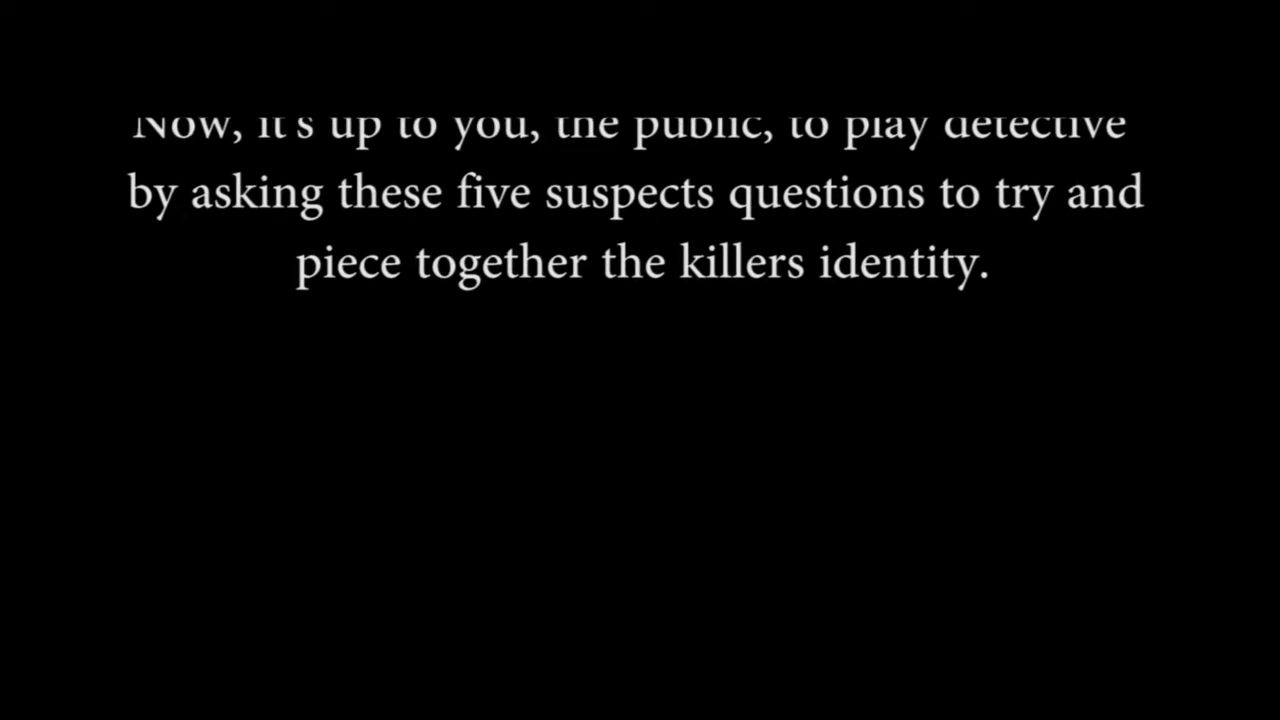 Now, it's up to you, the public, to play detective
by asking these five suspects questions to try and
piece together the killers identity.